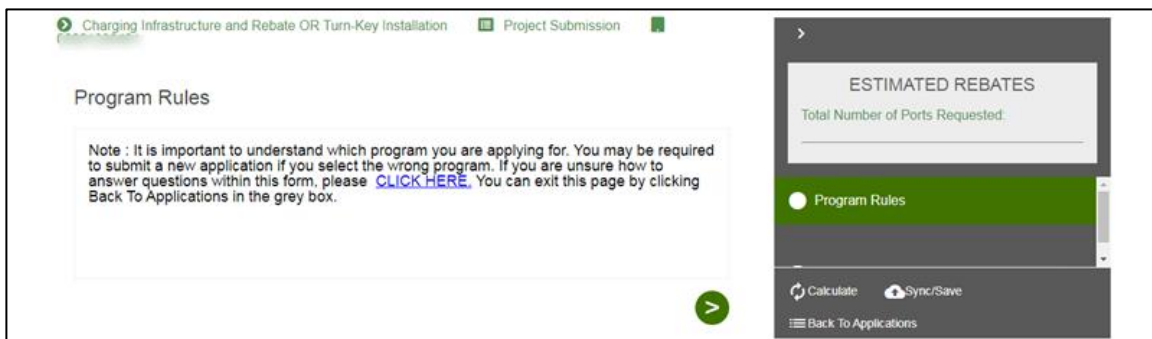 Charging Infrastructure and Rebate OR Turn-Key Installation Project Submission
Program Rules
Note : It is important to understand which program you are applying for. You may be required
to submit a new application if you select the wrong program. If you are unsure how to
answer questions within this form, please CLICK HERE. You can exit this page by clicking
Back To Applications in the grey box.
ESTIMATED REBATES
Total Number of Ports Requested:
Program Rules
Calculate Sync/Save
Back To Applications